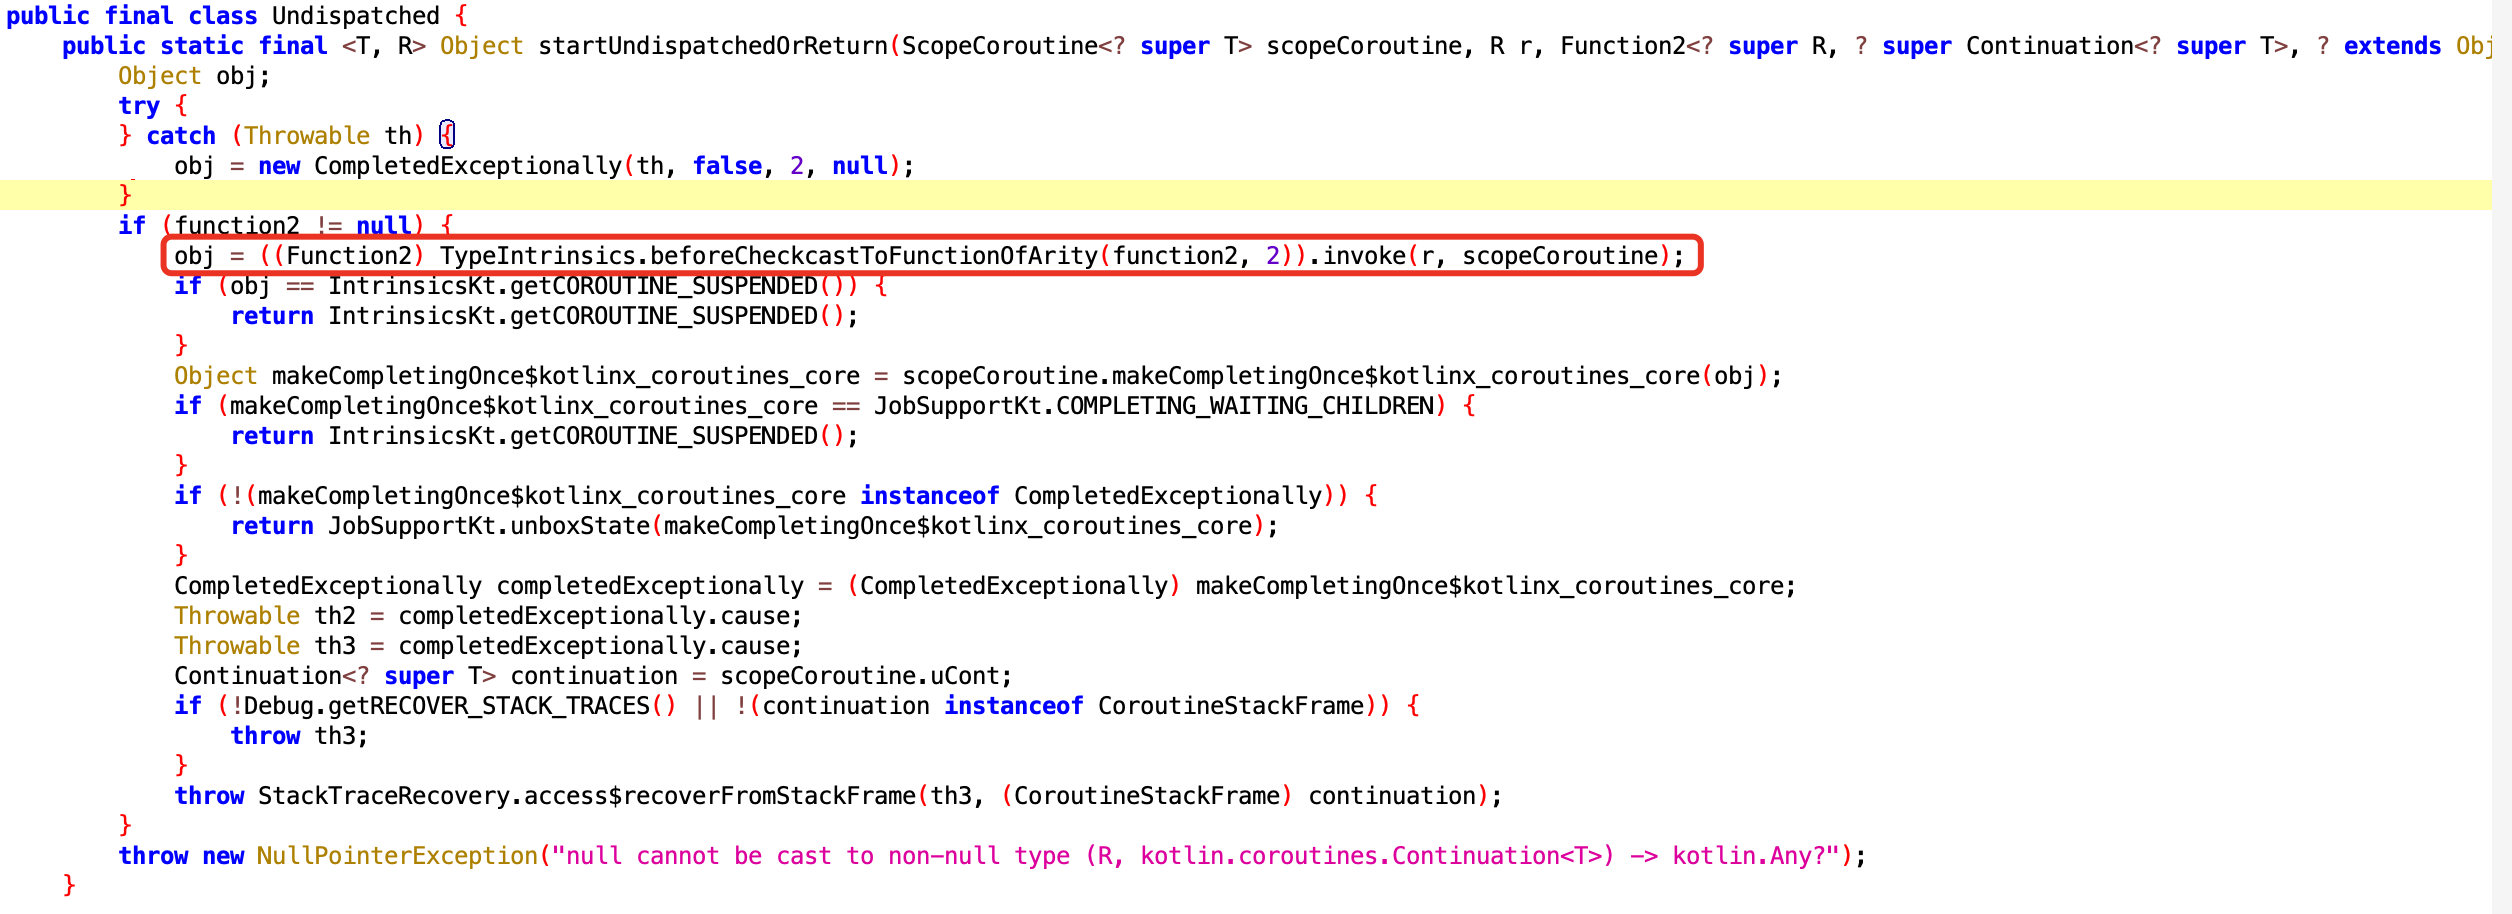 public final class Undispatched {
    public static final <T, R> Object startUndispatchedOrReturn(ScopeCoroutine<? super T> scopeCoroutine, R r, Function2<? super R, ? super Continuation<? super T>, ? extends Obj
        Object obj;
        try {
        } catch (Throwable th) {
            obj = new CompletedExceptionally(th, false, 2, null);
        }
        if (function2 != null) {
            obj = ((Function2) TypeIntrinsics.beforeCheckcastToFunctionOfArity(function2, 2)).invoke(r, scopeCoroutine);
            if (obj == IntrinsicsKt.getCOROUTINE_SUSPENDED()) {
                return IntrinsicsKt.getCOROUTINE_SUSPENDED();
            }
            Object makeCompletingOnce$kotlinx_coroutines_core = scopeCoroutine.makeCompletingOnce$kotlinx_coroutines_core(obj);
            if (makeCompletingOnce$kotlinx_coroutines_core == JobSupportKt.COMPLETING_WAITING_CHILDREN) {
                return IntrinsicsKt.getCOROUTINE_SUSPENDED();
            }
            if (!(makeCompletingOnce$kotlinx_coroutines_core instanceof CompletedExceptionally)) {
                return JobSupportKt.unboxState(makeCompletingOnce$kotlinx_coroutines_core);
            }
            CompletedExceptionally completedExceptionally = (CompletedExceptionally) makeCompletingOnce$kotlinx_coroutines_core;
            Throwable th2 = completedExceptionally.cause;
            Throwable th3 = completedExceptionally.cause;
            Continuation<? super T> continuation = scopeCoroutine.uCont;
            if (!Debug.getRECOVER_STACK_TRACES() || !(continuation instanceof CoroutineStackFrame)) {
                throw th3;
            }
            throw StackTraceRecovery.access$recoverFromStackFrame(th3, (CoroutineStackFrame) continuation);
        }
        throw new NullPointerException("null cannot be cast to non-null type (R, kotlin.coroutines.Continuation<T>) -> kotlin.Any?");
    }